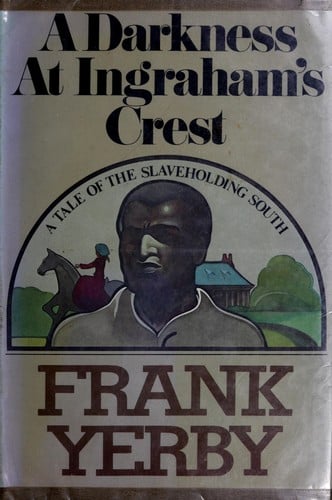 A Darkness
At Ingraham's
Crest
A TALE OF THE SLAVEHOLDING SOUTH
FRANK
YERBY